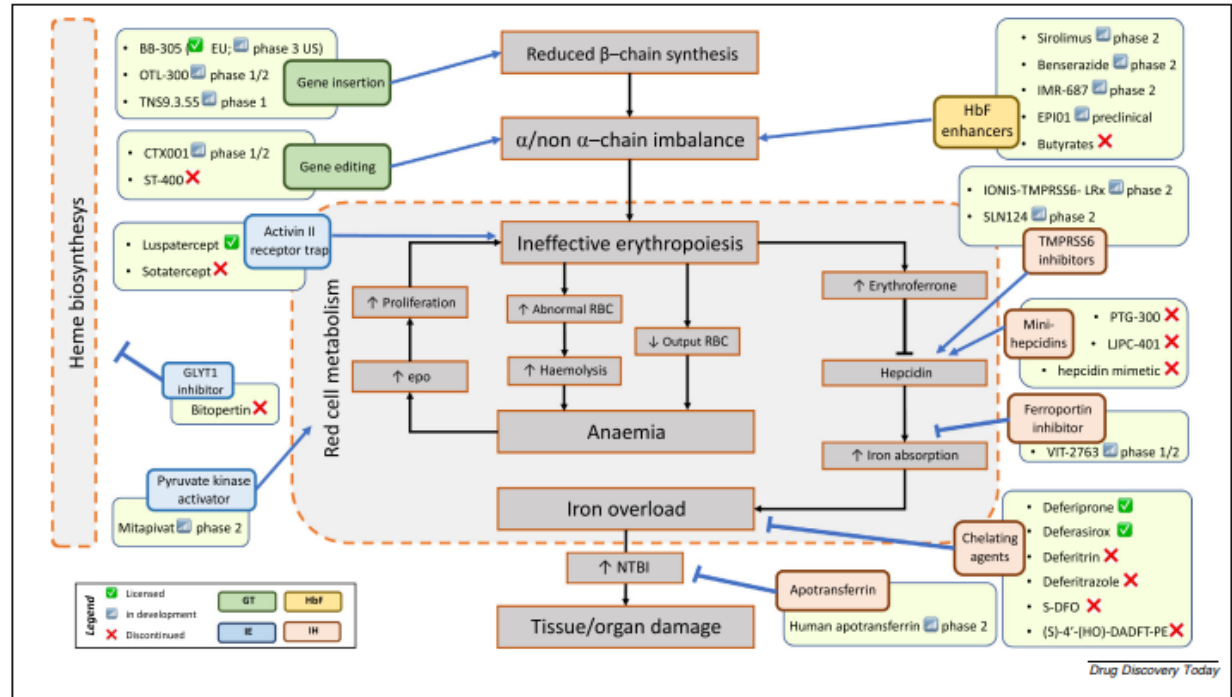 • BB-305 (✅ EU; phase 3 US)
• OTL-300 phase 1/2
• TNS9.3.55 phase 1
Gene insertion
• CTX001 phase 1/2
• ST-400 ❌
Gene editing
Reduced β–chain synthesis
α/non α–chain imbalance
HbF
enhancers
• Sirolimus phase 2
• Benserazide phase 2
• IMR-687 phase 2
• EPI01 preclinical
• Butyrates ❌
• IONIS-TMPRSS6- LRx phase 2
• SLN124 phase 2
TMPRSS6
inhibitors
Heme biosynthesys
• Luspatercept ✅
• Sotatercept ❌
Activin II
receptor trap
Red cell metabolism
Ineffective erythropoiesis
↑ Proliferation
↑ Abnormal RBC
↓ Output RBC
↑ epo
↑ Haemolysis
Anaemia
↑ Erythroferrone
Hepcidin
↑ Iron absorption
Iron overload
Mini-
hepcidins
• PTG-300 ❌
• LJPC-401 ❌
• hepcidin mimetic ❌
GLYT1
inhibitor
Bitopertin ❌
Ferroportin
inhibitor
• VIT-2763 phase 1/2
Pyruvate kinase
activator
Mitapivat phase 2
Chelating
agents
• Deferiprone ✅
• Deferasirox ✅
• Deferitrin ❌
• Deferitrazole ❌
• S-DFO ❌
• (S)-4’-(HO)-DADFT-PE ❌
↑ NTBI
Apotransferrin
Human apotransferrin phase 2
Tissue/organ damage
Legend
✅ Licensed
In development
❌ Discontinued
GT
HbF
IE
IH
Drug Discovery Today